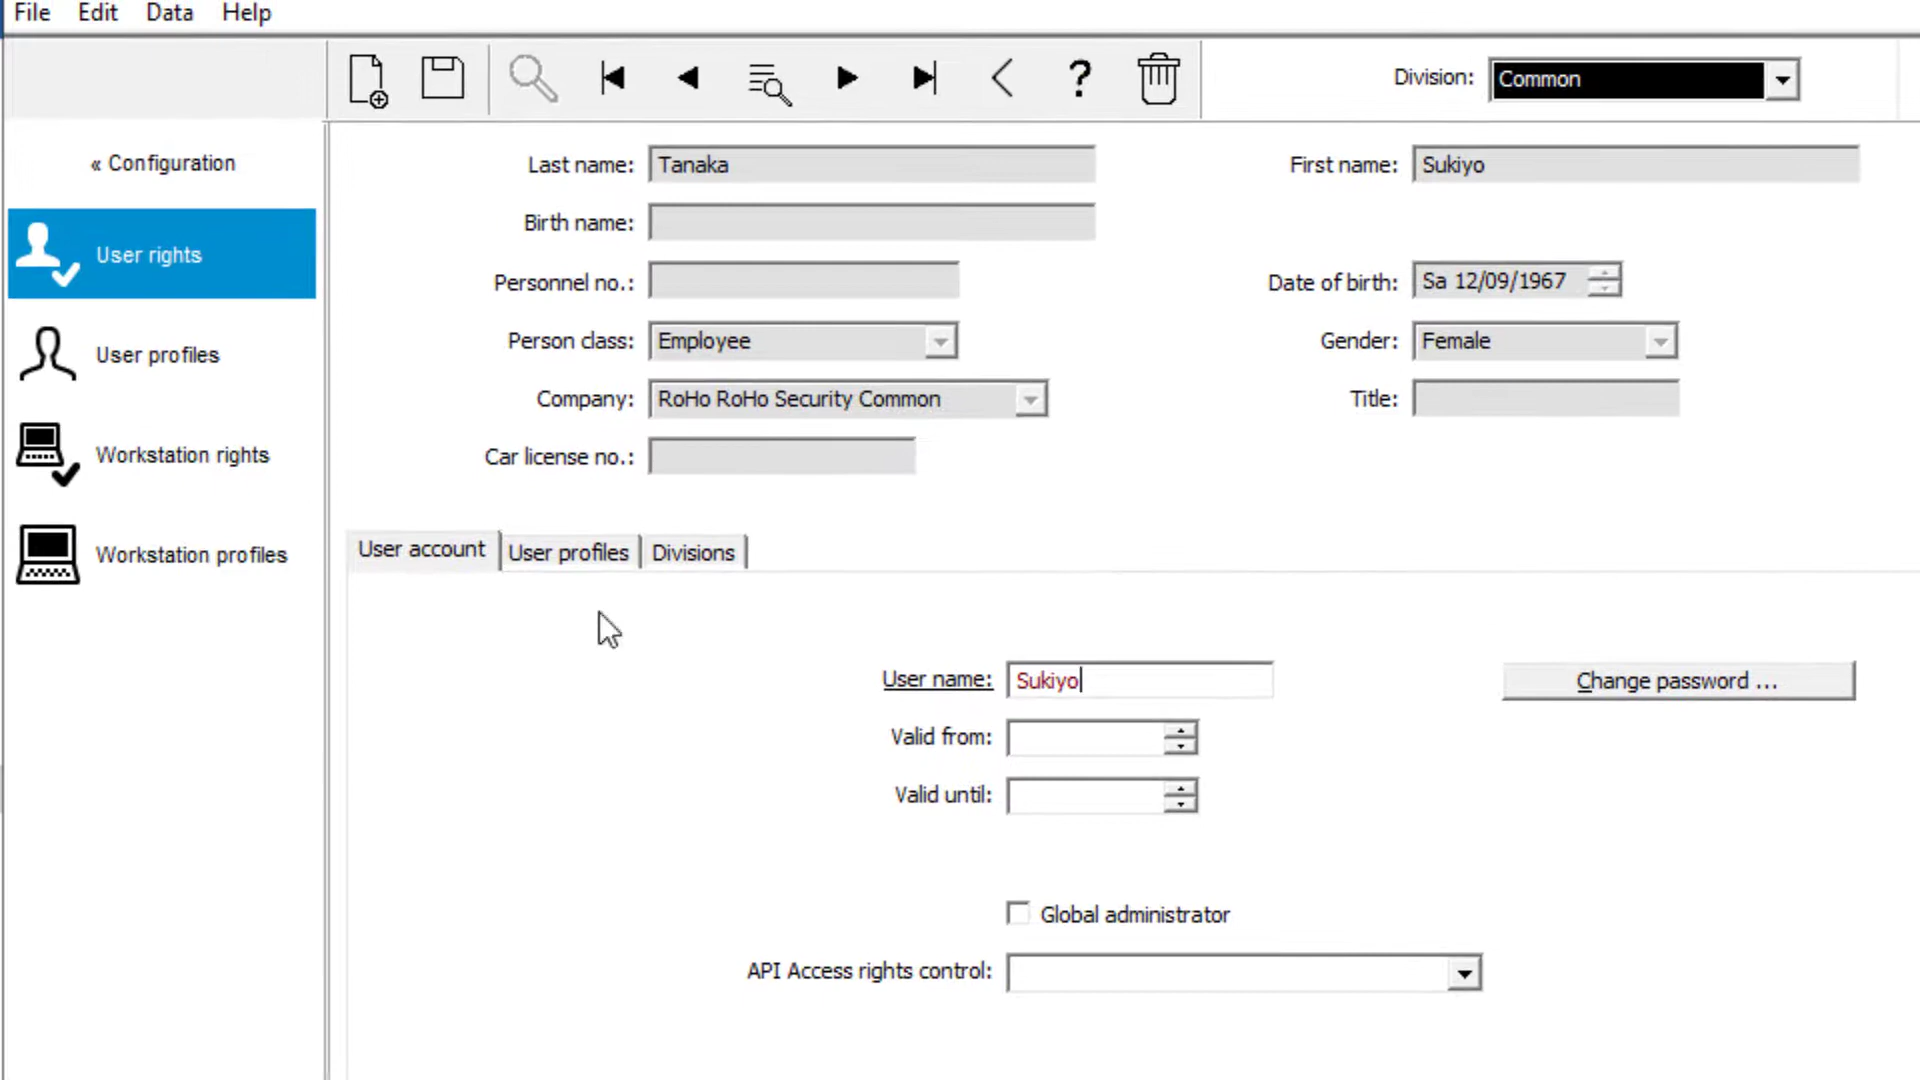 File Edit Data Help
Division: Common
« Configuration
User rights
User profiles
Workstation rights
Workstation profiles
Last name: Tanaka First name: Sukiyo
Birth name:
Personnel no.: Date of birth: Sa 12/09/1967
Person class: Employee Gender: Female
Company: RoHo RoHo Security Common Title:
Car license no.:
User account User profiles Divisions
User name: Sukiyo Change password ...
Valid from:
Valid until:
Global administrator
API Access rights control: